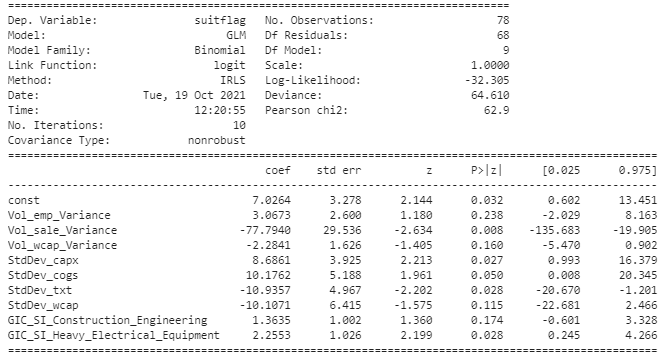 ==============================================================================
Dep. Variable:               suitflag   No. Observations:                   78
Model:                            GLM   Df Residuals:                       68
Model Family:                Binomial   Df Model:                            9
Link Function:                  logit   Scale:                          1.0000
Method:                          IRLS   Log-Likelihood:                -32.305
Date:                Tue, 19 Oct 2021   Deviance:                       64.610
Time:                        12:20:55   Pearson chi2:                     62.9
No. Iterations:                    10
Covariance Type:            nonrobust
==============================================================================
coef    std err          z      P>|z|      [0.025      0.975]
------------------------------------------------------------------------------
const                                 7.0264      3.278      2.144      0.032       0.602      13.451
Vol_emp_Variance                      3.0673      2.600      1.180      0.238      -2.029       8.163
Vol_sale_Variance                   -77.7940     29.536     -2.634      0.008    -135.683     -19.905
Vol_wcap_Variance                    -2.2841      1.626     -1.405      0.160      -5.470       0.902
StdDev_capx                           8.6861      3.925      2.213      0.027       0.993      16.379
StdDev_cogs                          10.1762      5.188      1.961      0.050       0.008      20.345
StdDev_txt                          -10.9357      4.967     -2.202      0.028     -20.670      -1.201
StdDev_wcap                         -10.1071      6.415     -1.575      0.115     -22.681       2.466
GIC_SI_Construction_Engineering       1.3635      1.002      1.360      0.174      -0.601       3.328
GIC_SI_Heavy_Electrical_Equipment     2.2553      1.026      2.199      0.028       0.245       4.266
==============================================================================